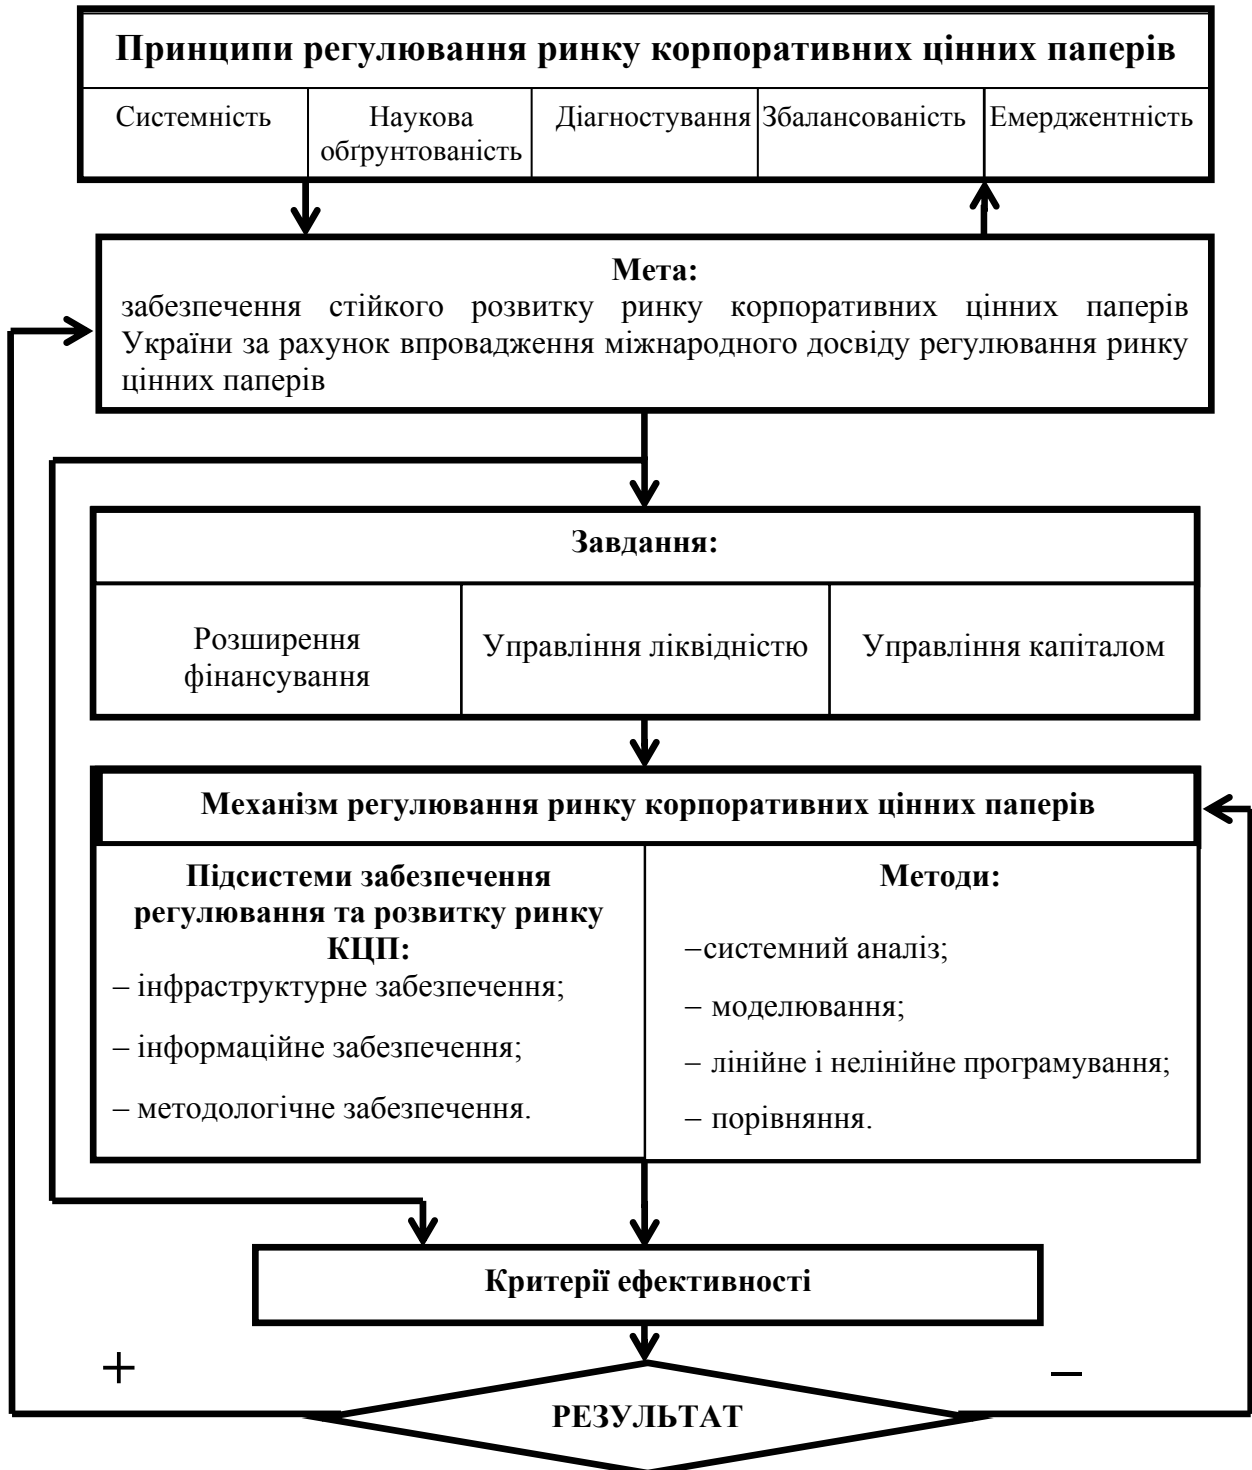 Принципи регулювання ринку корпоративних цінних паперів
Системність
Наукова
обґрунтованість
Діагностування
Збалансованість
Емерджентність
Мета:
забезпечення стійкого розвитку ринку корпоративних цінних паперів
України за рахунок впровадження міжнародного досвіду регулювання ринку
цінних паперів
Завдання:
Розширення
фінансування
Управління ліквідністю
Управління капіталом
Механізм регулювання ринку корпоративних цінних паперів
Підсистеми забезпечення
регулювання та розвитку ринку
КЦП:
– інфраструктурне забезпечення;
– інформаційне забезпечення;
– методологічне забезпечення.
Методи:
–системний аналіз;
– моделювання;
– лінійне і нелінійне програмування;
– порівняння.
Критерії ефективності
+
–
РЕЗУЛЬТАТ